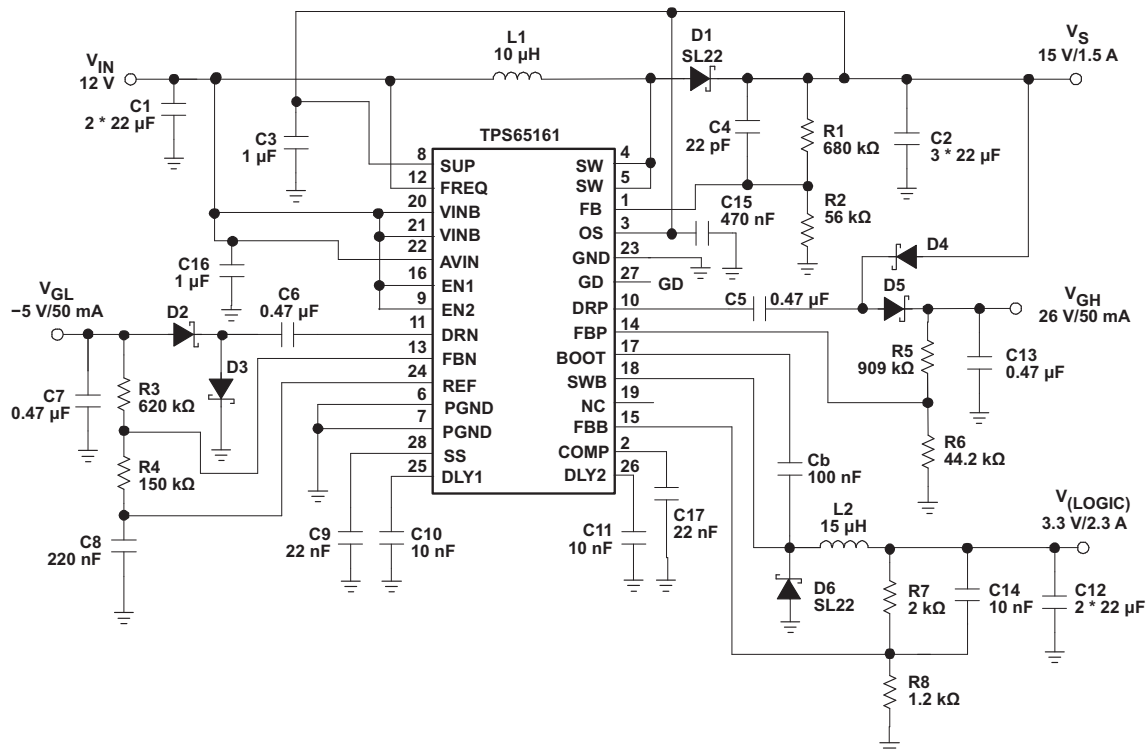 L1
10 µH
D1
SL22
V_S
15 V/1.5 A
V_IN
12 V
C1
2 * 22 µF
C3
1 µF
C4
22 pF
R1
680 kΩ
C2
3 * 22 µF
TPS65161
8
SUP
12
FREQ
20
VINB
21
VINB
22
AVIN
16
EN1
9
EN2
11
DRN
13
FBN
24
REF
6
PGND
7
PGND
28
SS
25
DLY1
4
SW
5
SW
1
FB
3
OS
23
GND
27
GD
GD
10
DRP
14
FBP
17
BOOT
18
SWB
19
NC
15
FBB
2
COMP
26
DLY2
C15
470 nF
R2
56 kΩ
D4
D5
C5
0.47 µF
V_GH
26 V/50 mA
R5
909 kΩ
C13
0.47 µF
R6
44.2 kΩ
C16
1 µF
V_GL
−5 V/50 mA
D2
C6
0.47 µF
D3
C7
0.47 µF
R3
620 kΩ
R4
150 kΩ
C8
220 nF
C9
22 nF
C10
10 nF
C11
10 nF
C17
22 nF
Cb
100 nF
L2
15 µH
V_(LOGIC)
3.3 V/2.3 A
D6
SL22
R7
2 kΩ
C14
10 nF
C12
2 * 22 µF
R8
1.2 kΩ